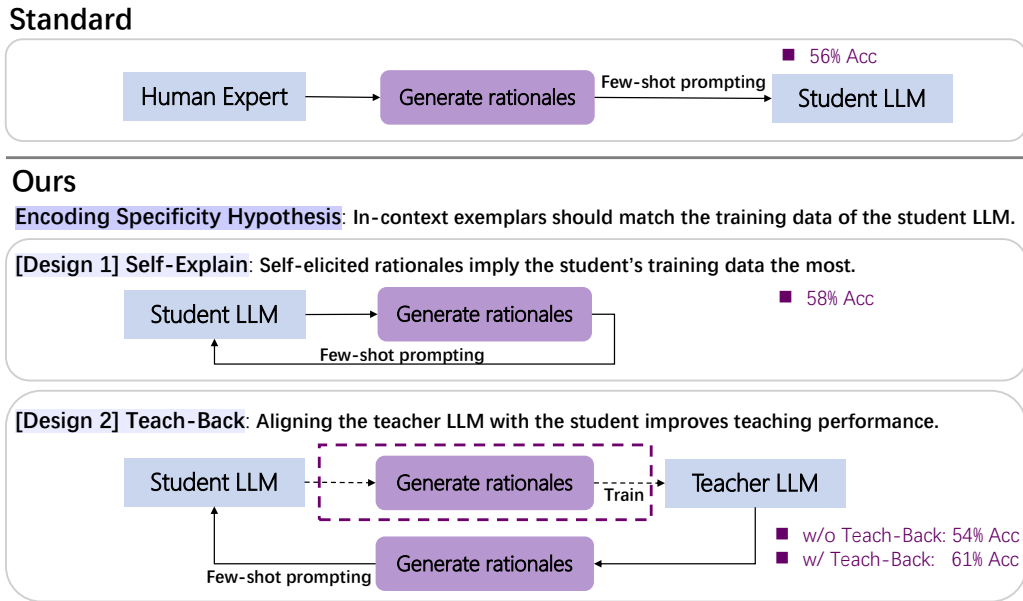 Standard
■ 56% Acc
Human Expert
Generate rationales
Few-shot prompting
Student LLM
Ours
Encoding Specificity Hypothesis: In-context exemplars should match the training data of the student LLM.
[Design 1] Self-Explain: Self-elicited rationales imply the student's training data the most.
Student LLM
Generate rationales
■ 58% Acc
Few-shot prompting
[Design 2] Teach-Back: Aligning the teacher LLM with the student improves teaching performance.
Student LLM
Generate rationales
Train
Teacher LLM
■ w/o Teach-Back: 54% Acc
■ w/ Teach-Back: 61% Acc
Generate rationales
Few-shot prompting